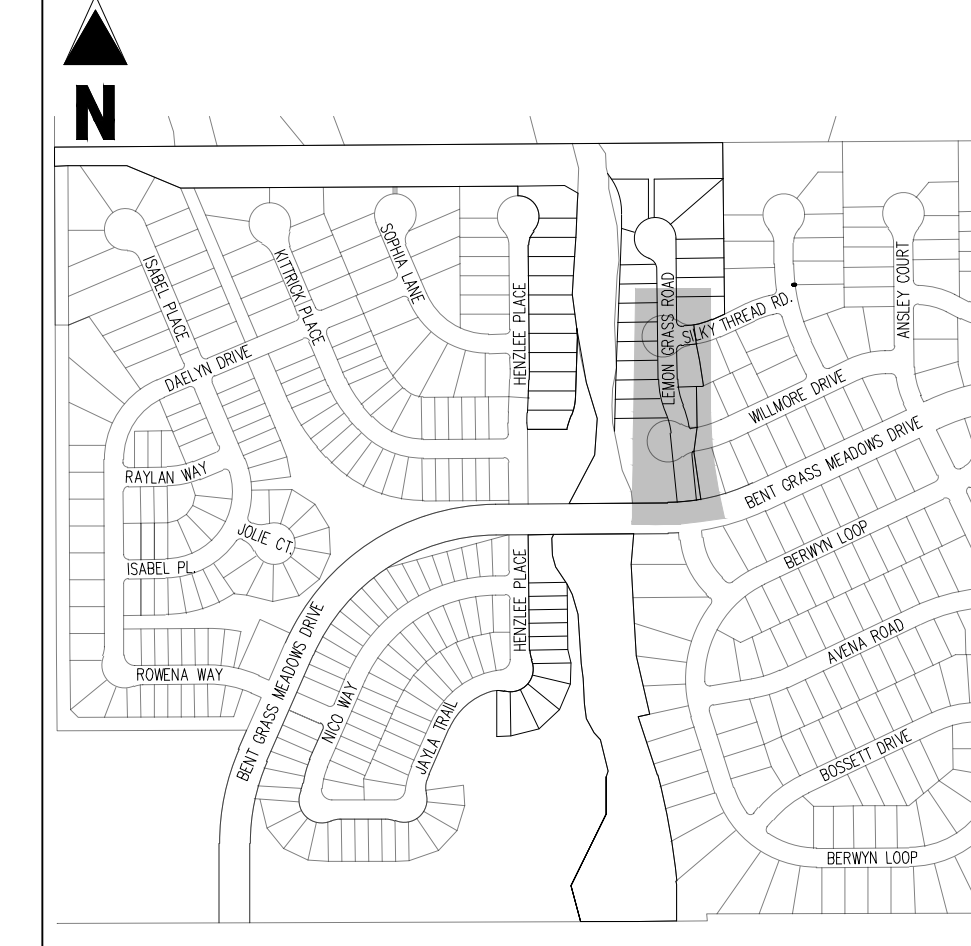 N
ISABEL PLACE
KITTRICK PLACE
SOPHIA LANE
HENZLEE PLACE
LEMON GRASS ROAD
SILKY THREAD RD.
ANSLEY COURT
DAELYN DRIVE
WILLMORE DRIVE
BENT GRASS MEADOWS DRIVE
RAYLAN WAY
JOLIE CT.
ISABEL PL.
BERWYN LOOP
HENZLEE PLACE
AVENA ROAD
ROWENA WAY
BENT GRASS MEADOWS DRIVE
NICO WAY
JAYLA TRAIL
BOSSETT DRIVE
BERWYN LOOP